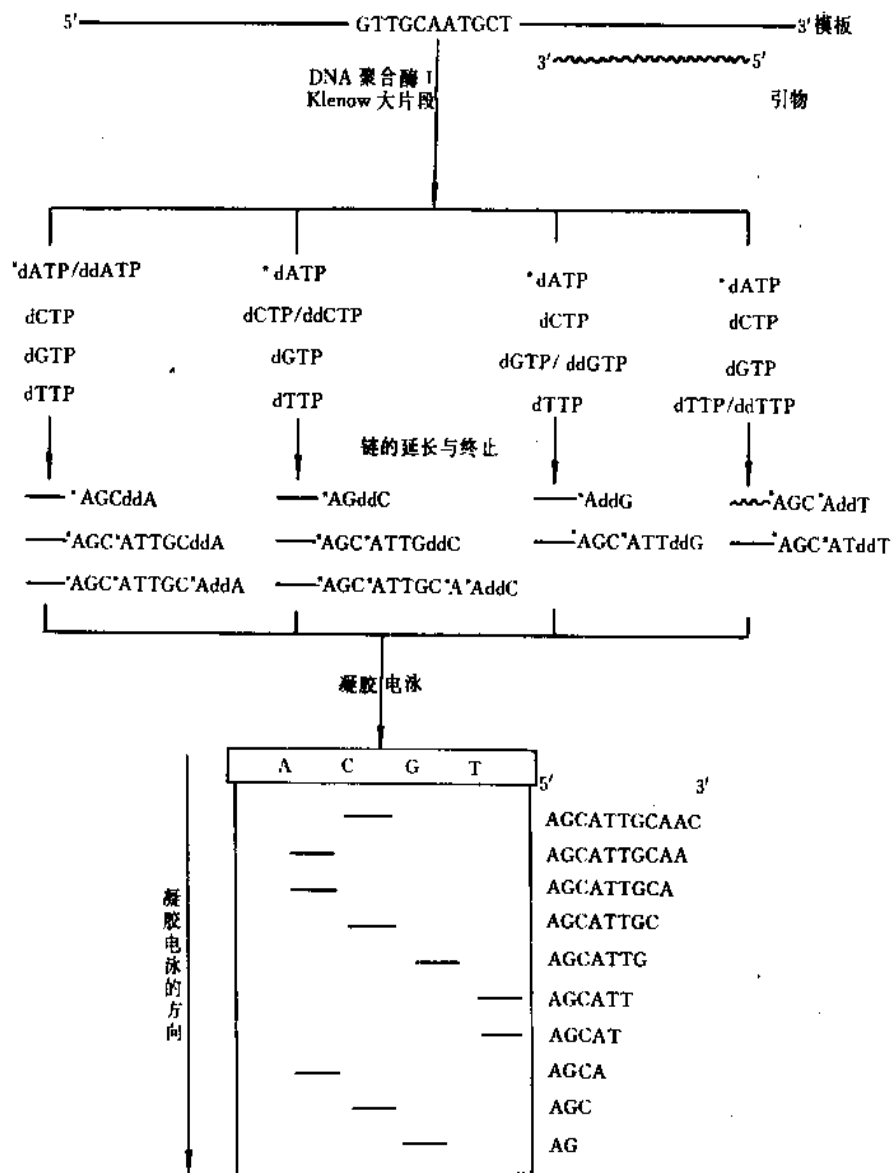 5' GTTGCAATGCT 3' 模板
3' 5'
DNA 聚合酶 I
Klenow 大片段
引物
*dATP/ddATP *dATP *dATP *dATP
dCTP dCTP/ddCTP dCTP dCTP
dGTP dGTP dGTP/ddGTP dGTP
dTTP dTTP dTTP dTTP/ddTTP
链的延长与终止
*AGCddA *AGddC *AddG *AGC*AddT
*AGC*ATTGCddA *AGC*ATTGddC *AGC*ATTddG *AGC*ATddT
*AGC*ATTGC*AddA *AGC*ATTGC*A*AddC
凝胶电泳
A C G T
5' 3'
AGCATTGCAAC
AGCATTGCAA
AGCATTGCA
AGCATTGC
AGCATTG
AGCATT
AGCAT
AGCA
AGC
AG
凝胶电泳的方向